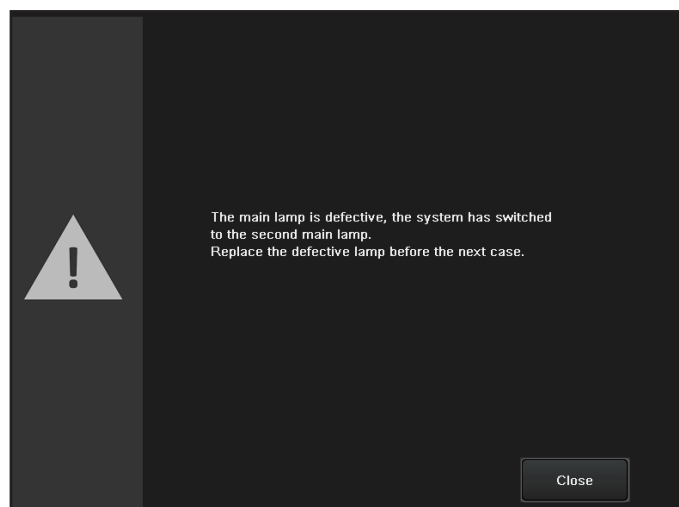 The main lamp is defective, the system has switched
to the second main lamp.
Replace the defective lamp before the next case.
Close